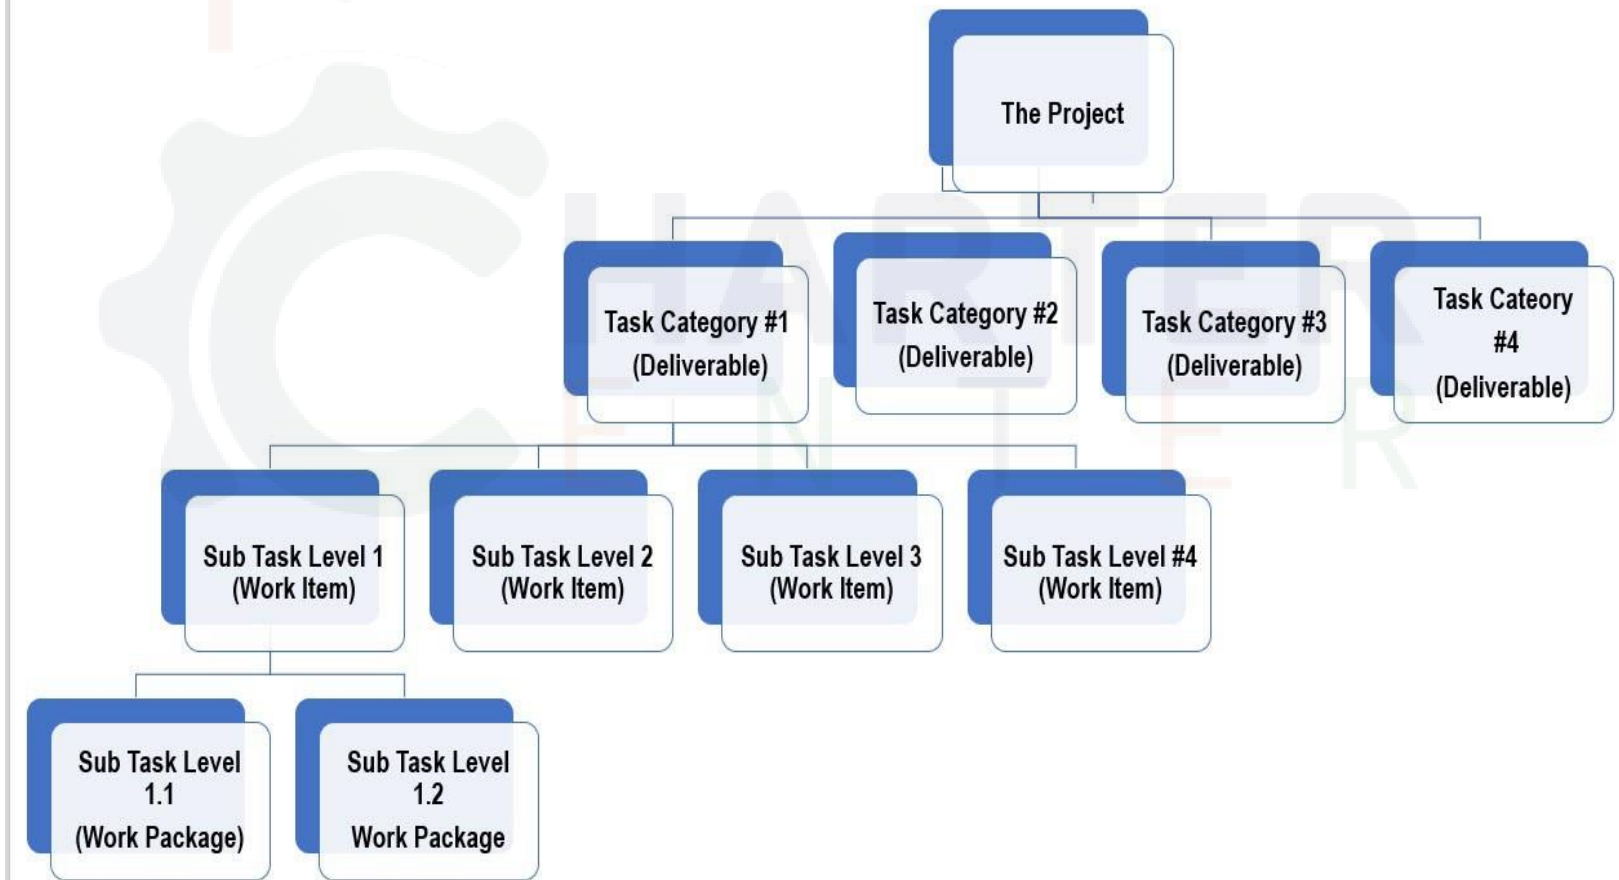 The Project
Task Category #1
(Deliverable)
Task Category #2
(Deliverable)
Task Category #3
(Deliverable)
Task Cateory
#4
(Deliverable)
Sub Task Level 1
(Work Item)
Sub Task Level 2
(Work Item)
Sub Task Level 3
(Work Item)
Sub Task Level #4
(Work Item)
Sub Task Level
1.1
(Work Package)
Sub Task Level
1.2
Work Package
CHARTER
ENTER